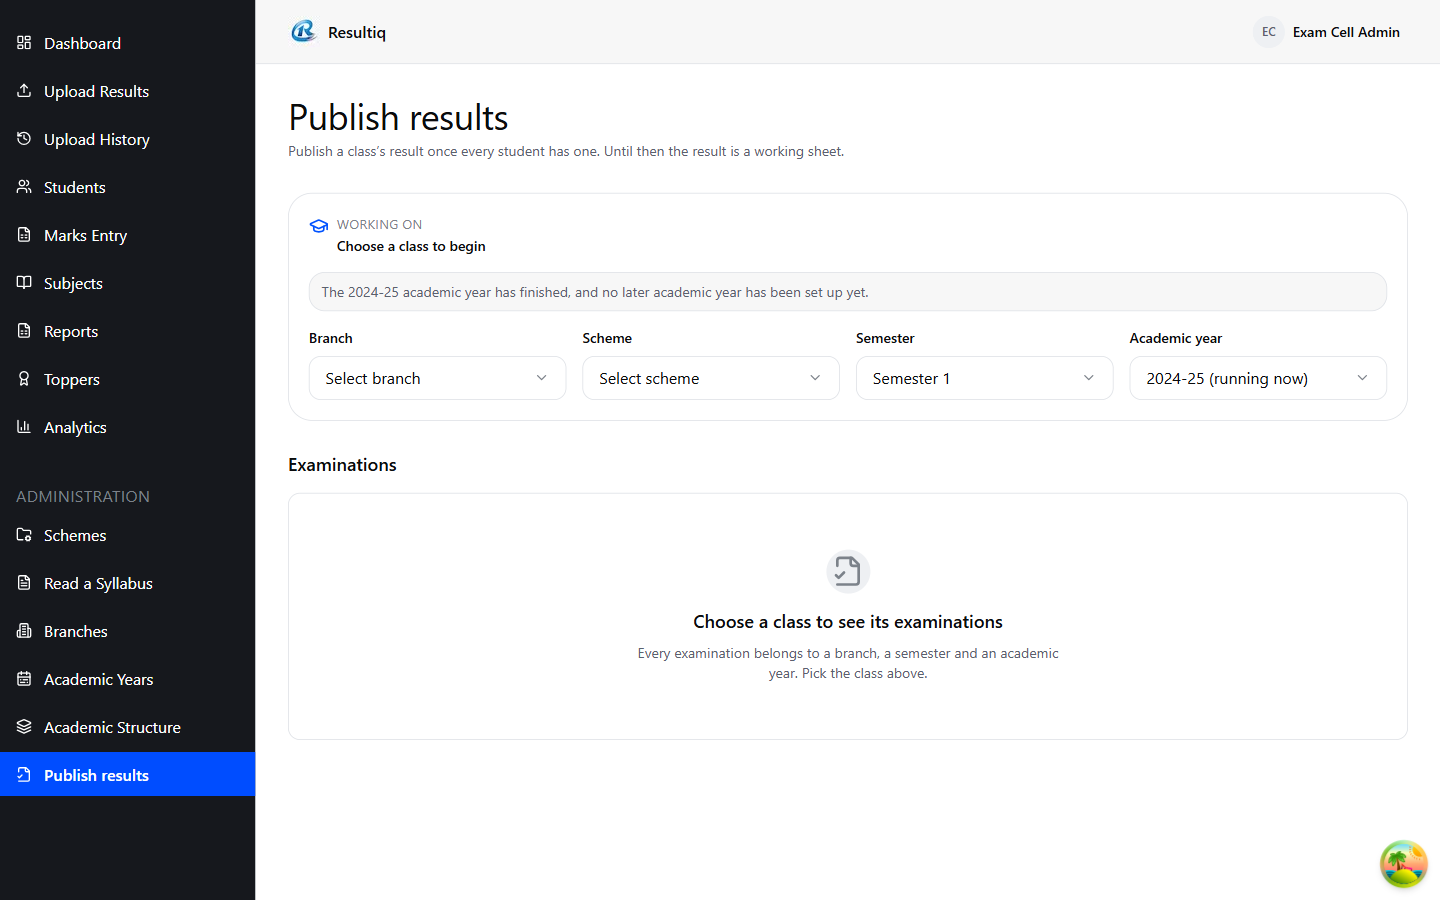 Dashboard
Upload Results
Upload History
Students
Marks Entry
Subjects
Reports
Toppers
Analytics
ADMINISTRATION
Schemes
Read a Syllabus
Branches
Academic Years
Academic Structure
Publish results
Resultiq
EC
Exam Cell Admin
Publish results
Publish a class's result once every student has one. Until then the result is a working sheet.
WORKING ON
Choose a class to begin
The 2024-25 academic year has finished, and no later academic year has been set up yet.
Branch
Select branch
Scheme
Select scheme
Semester
Semester 1
Academic year
2024-25 (running now)
Examinations
Choose a class to see its examinations
Every examination belongs to a branch, a semester and an academic
year. Pick the class above.